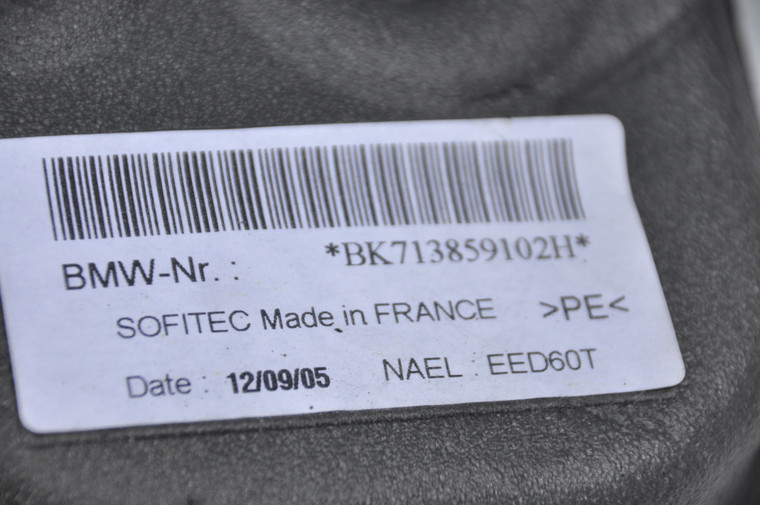 BMW-Nr. : *BK713859102H*
SOFITEC Made in FRANCE >PE<
Date : 12/09/05 NAEL : EED60T